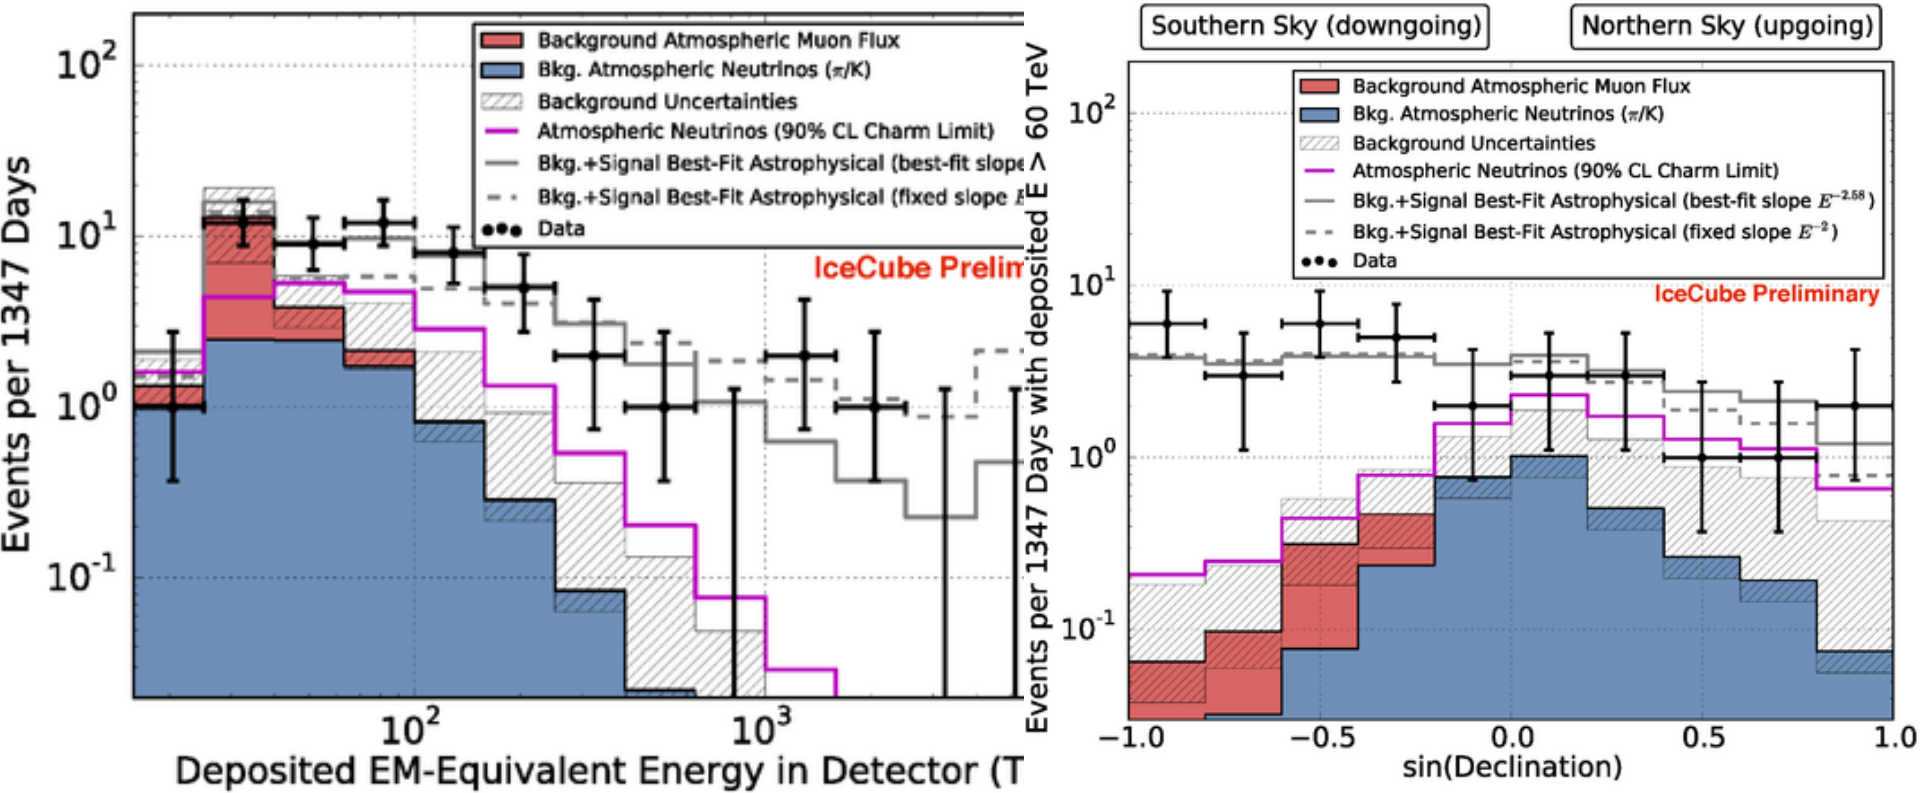 10²
10¹
10⁰
10⁻¹
Events per 1347 Days
Background Atmospheric Muon Flux
Bkg. Atmospheric Neutrinos (π/K)
Background Uncertainties
Atmospheric Neutrinos (90% CL Charm Limit)
Bkg.+Signal Best-Fit Astrophysical (best-fit slope
Bkg.+Signal Best-Fit Astrophysical (fixed slope E
Data
IceCube Prelim
10² 10³
Deposited EM-Equivalent Energy in Detector (T
Southern Sky (downgoing) Northern Sky (upgoing)
Events per 1347 Days with deposited E > 60 TeV
10²
10¹
10⁰
10⁻¹
Background Atmospheric Muon Flux
Bkg. Atmospheric Neutrinos (π/K)
Background Uncertainties
Atmospheric Neutrinos (90% CL Charm Limit)
Bkg.+Signal Best-Fit Astrophysical (best-fit slope E⁻²·⁵⁸)
Bkg.+Signal Best-Fit Astrophysical (fixed slope E⁻²)
Data
IceCube Preliminary
−1.0 −0.5 0.0 0.5 1.0
sin(Declination)